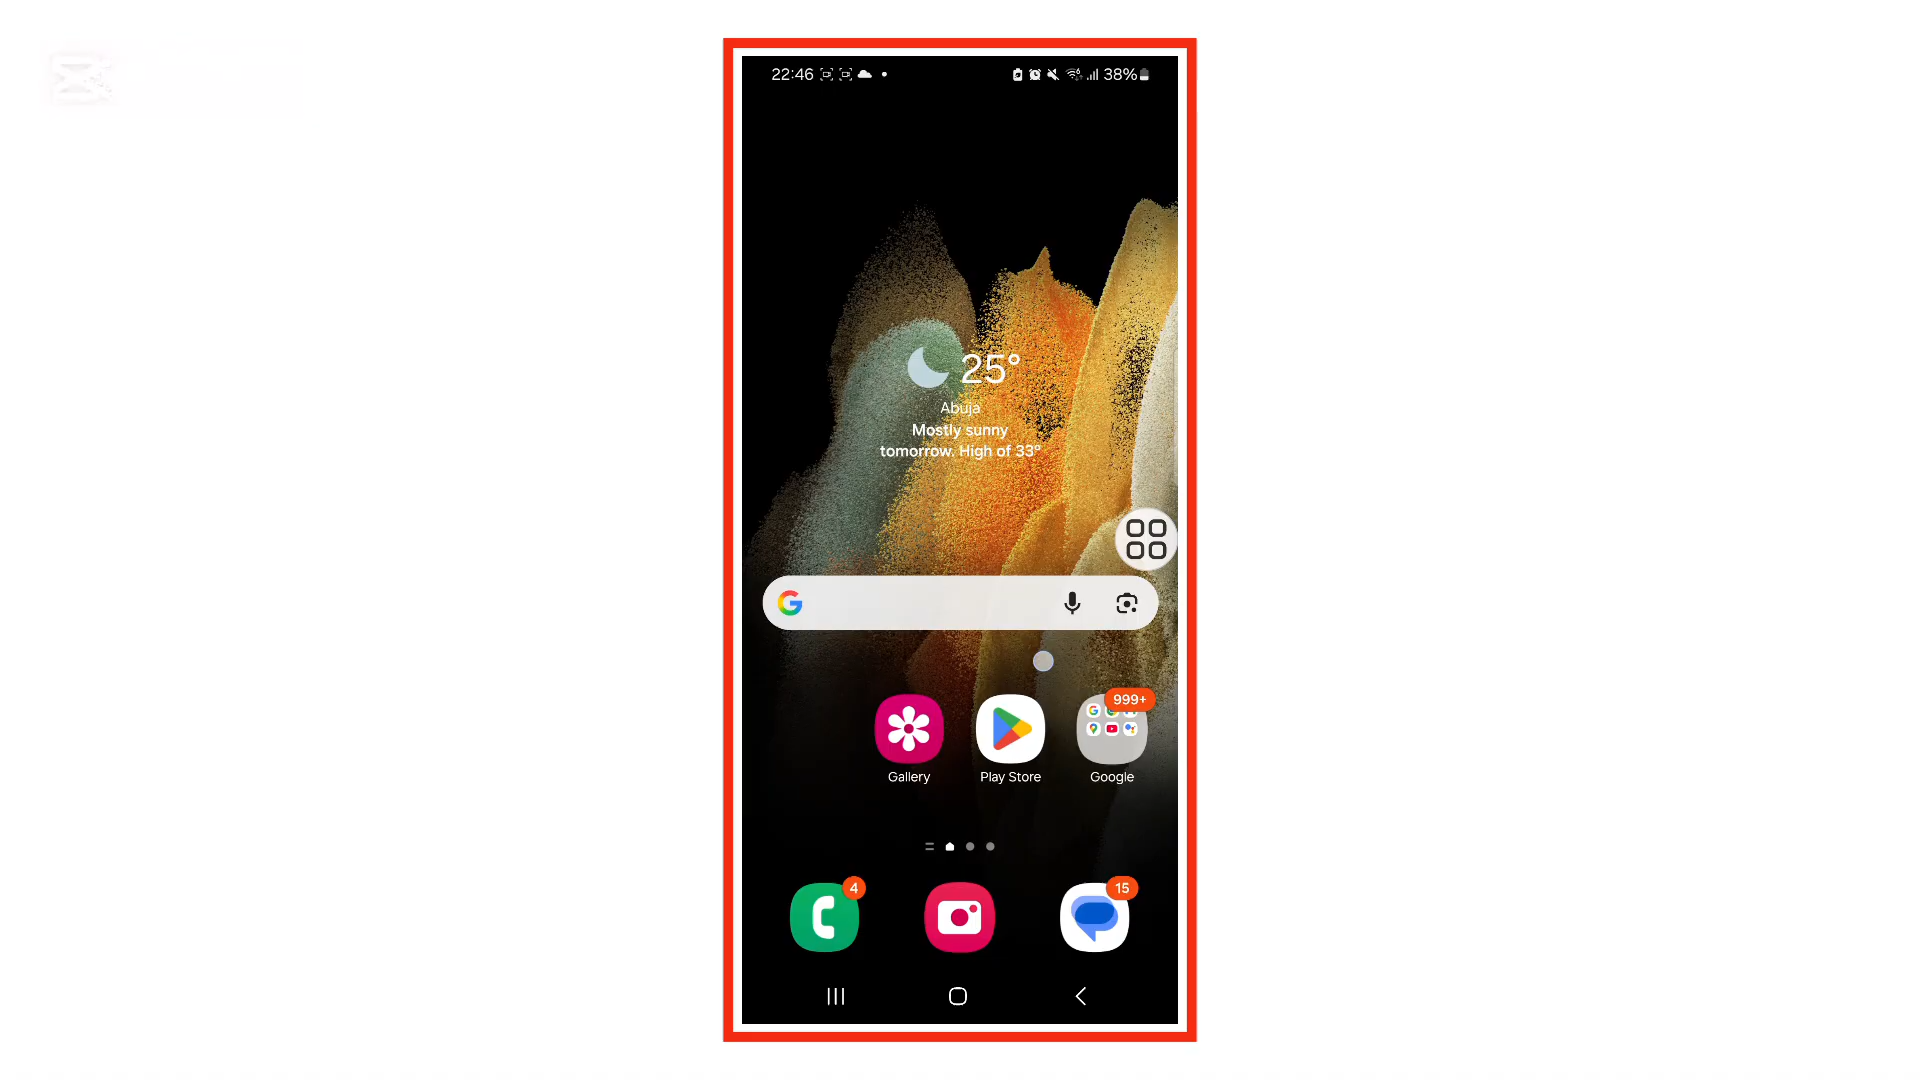 22:46
38%
25°
Abuja
Mostly sunny
tomorrow. High of 33°
999+
Gallery
Play Store
Google
4
15